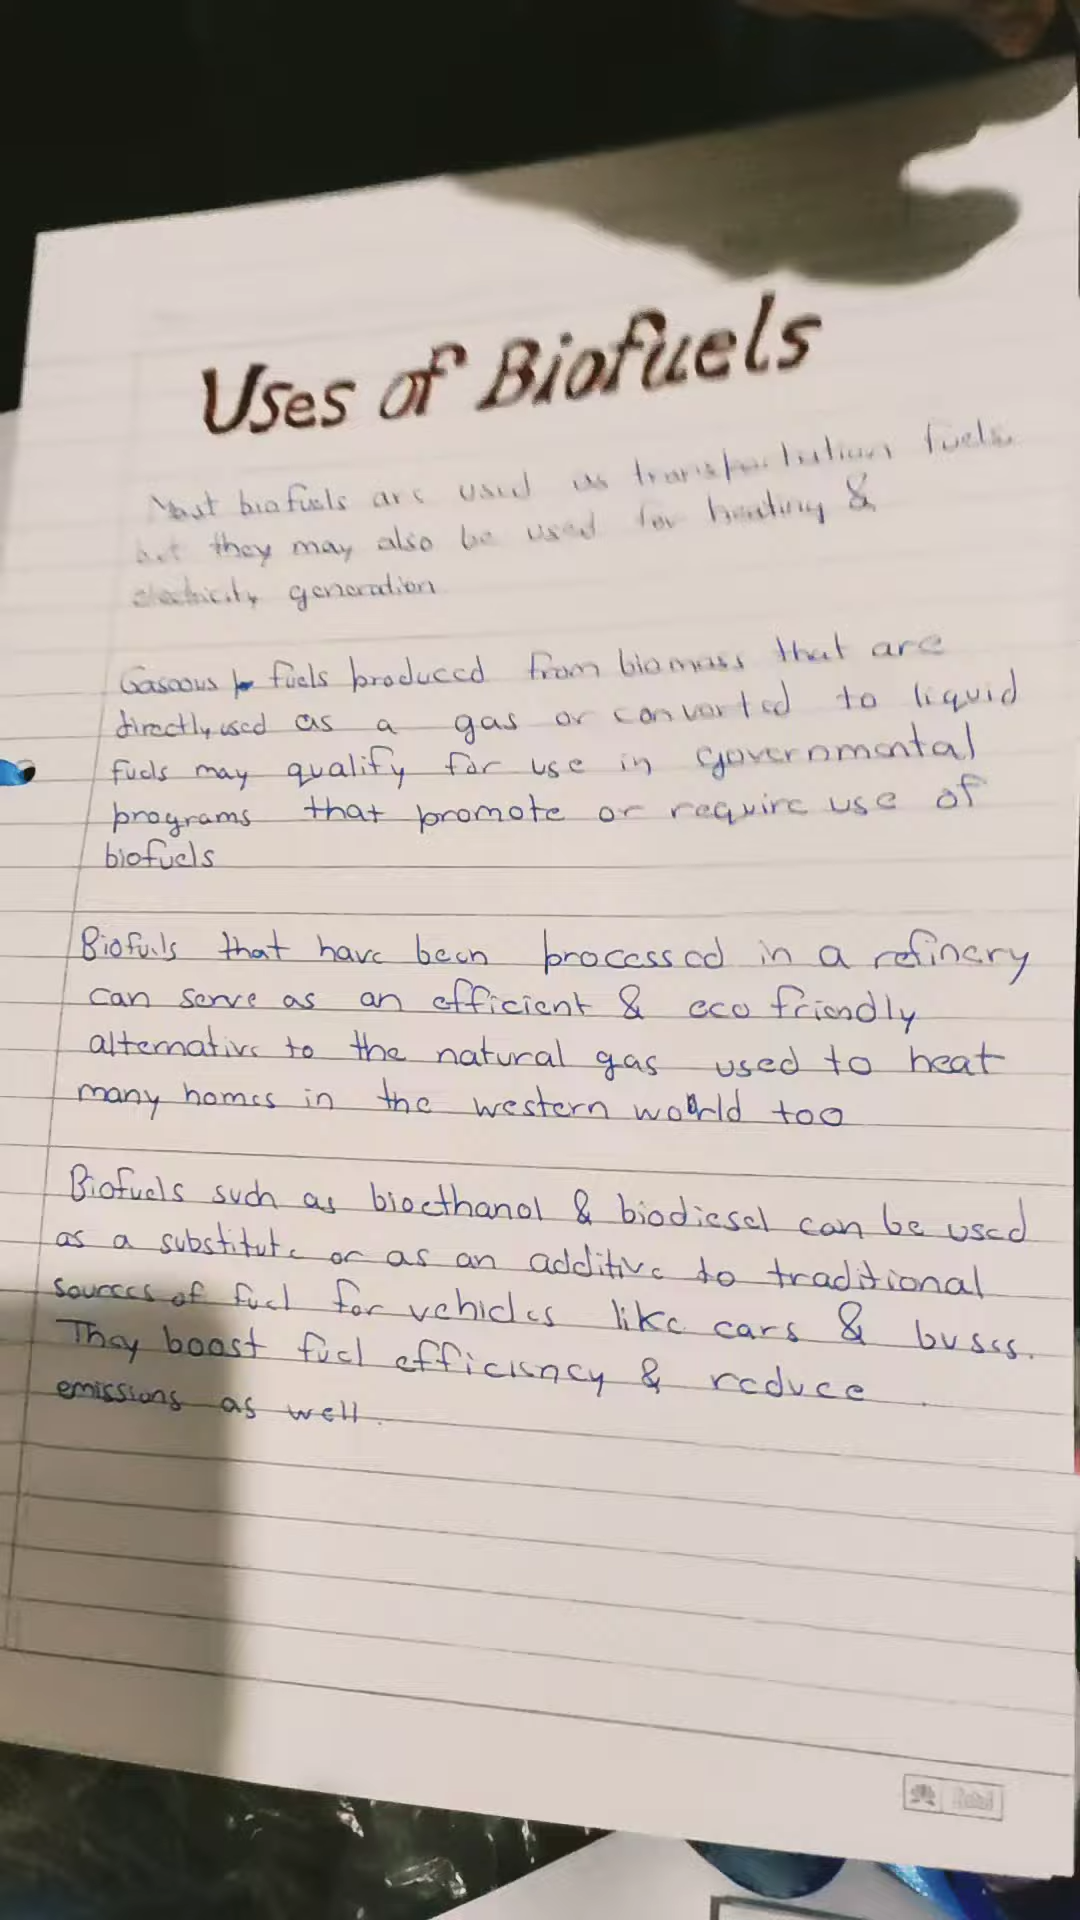 Uses of Biofuels
Most biofuels are used as transportation fuels
but they may also be used for heating &
electricity generation
Gaseous fuels produced from biomass that are
directly used as a gas or converted to liquid
fuels may qualify for use in governmental
programs that promote or require use of
biofuels
Biofuels that have been processed in a refinery
can serve as an efficient & eco friendly
alternative to the natural gas used to heat
many homes in the western world too
Biofuels such as bioethanol & biodiesel can be used
as a substitute or as an additive to traditional
sources of fuel for vehicles like cars & buses.
They boost fuel efficiency & reduce
emissions as well.